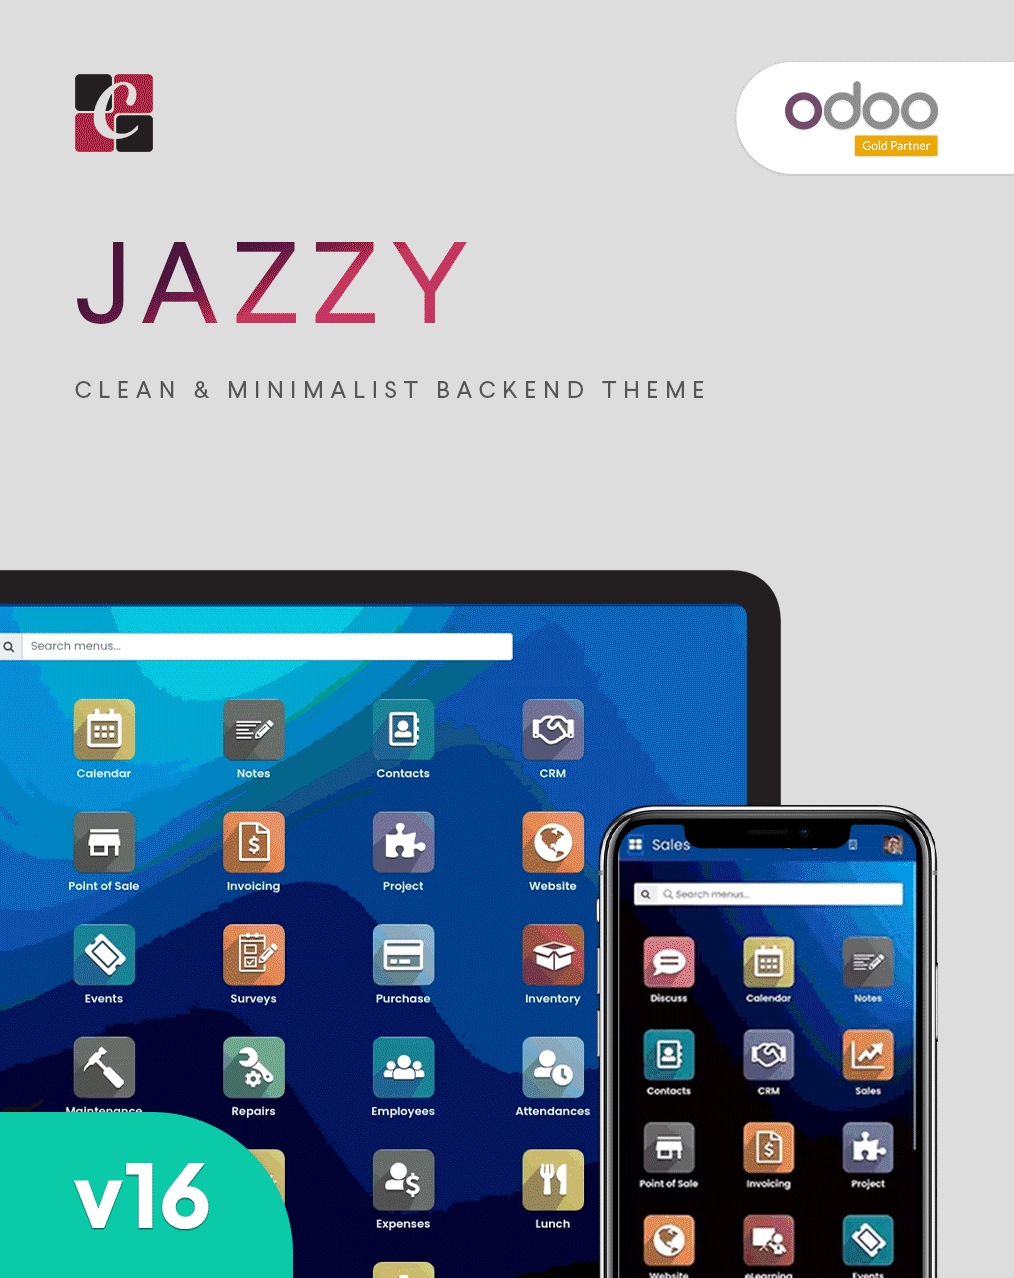 C
odoo
Gold Partner
JAZZY
CLEAN & MINIMALIST BACKEND THEME
Search menus...
Calendar
Notes
Contacts
CRM
Point of Sale
Invoicing
Project
Website
Events
Surveys
Purchase
Inventory
Maintenance
Repairs
Employees
Attendances
Expenses
Lunch
v16
Sales
Search menus...
Discuss
Calendar
Notes
Contacts
CRM
Sales
Point of Sale
Invoicing
Project
Website
eLearning
Events